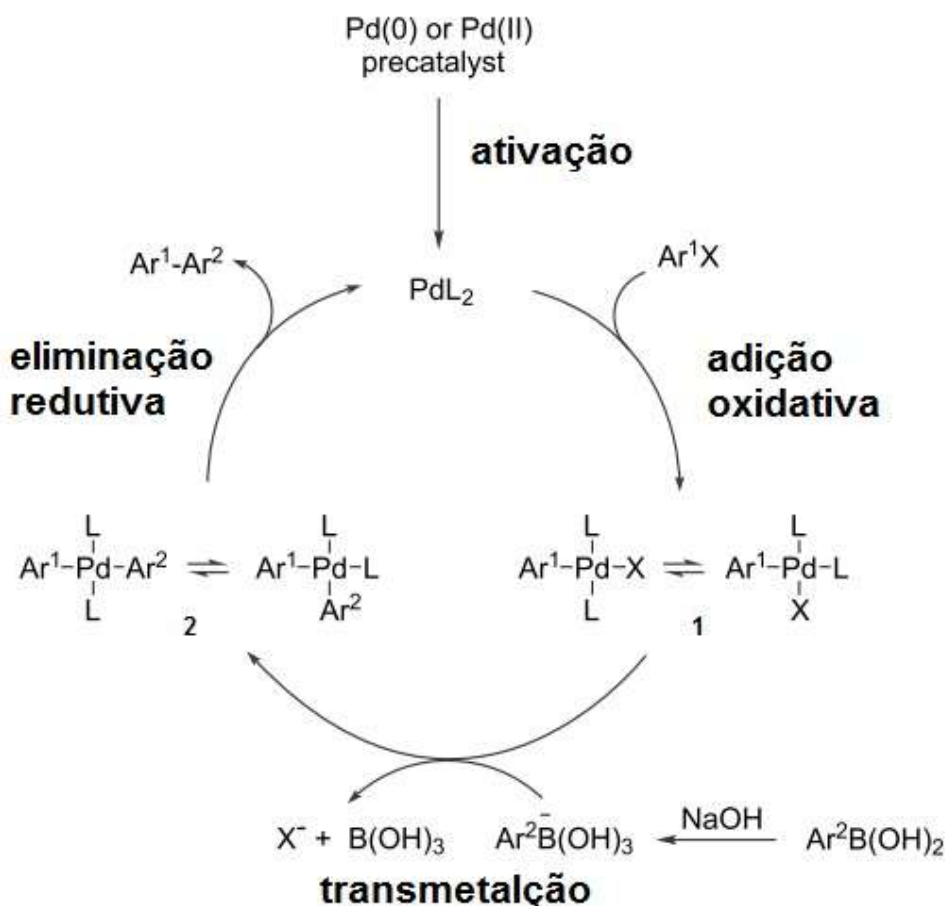 Pd(0) or Pd(II)
precatalyst
ativação
Ar¹-Ar²
PdL₂
Ar¹X
eliminação
redutiva
adição
oxidativa
L
Ar¹-Pd-Ar²
L
L
Ar¹-Pd-L
Ar²
2
L
Ar¹-Pd-X
L
L
Ar¹-Pd-L
X
1
X⁻ + B(OH)₃
Ar²B̄(OH)₃
NaOH
Ar²B(OH)₂
transmetalção